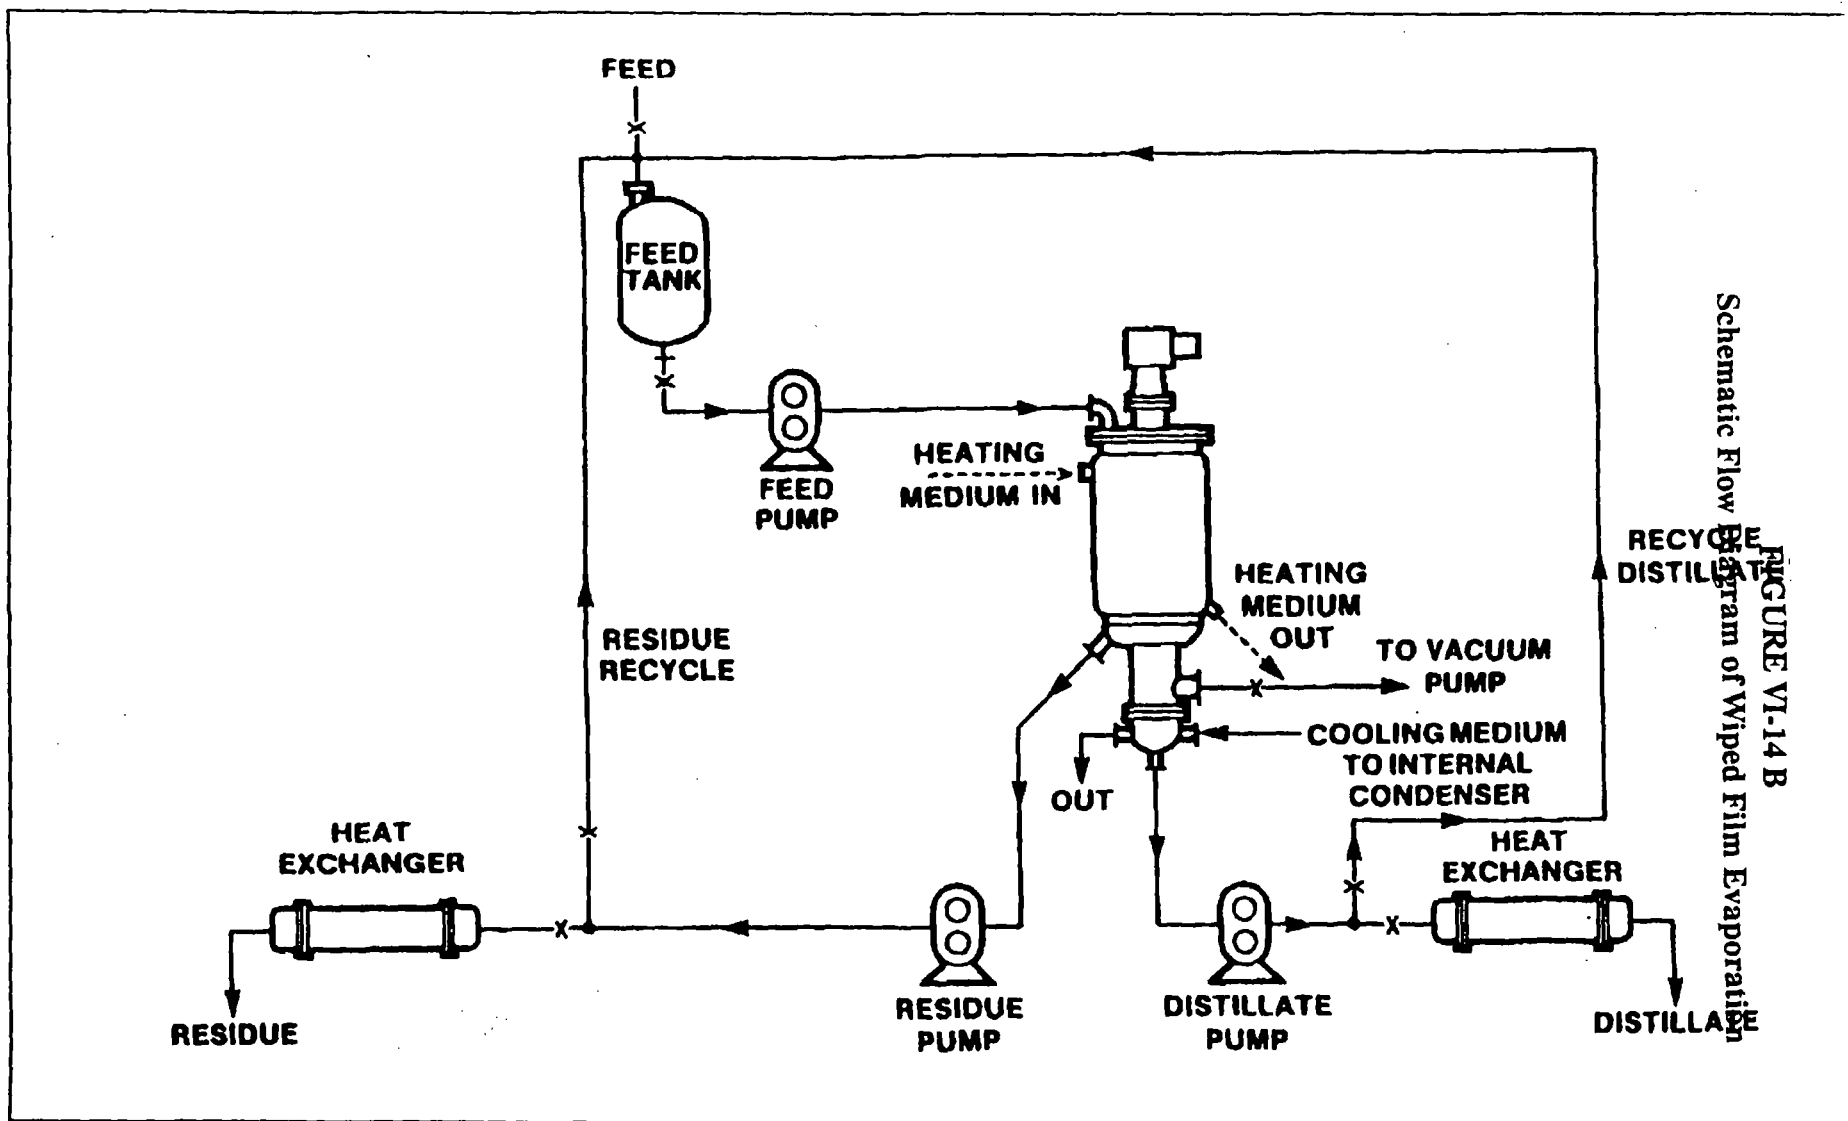 FEED
FEED
TANK
FEED
PUMP
HEATING
MEDIUM IN
HEATING
MEDIUM
OUT
TO VACUUM
PUMP
COOLING MEDIUM
TO INTERNAL
CONDENSER
OUT
RESIDUE
RECYCLE
RECYCLE
DISTILLATE
HEAT
EXCHANGER
HEAT
EXCHANGER
RESIDUE
PUMP
DISTILLATE
PUMP
RESIDUE
DISTILLATE
FIGURE VI-14 B
Schematic Flow Diagram of Wiped Film Evaporation